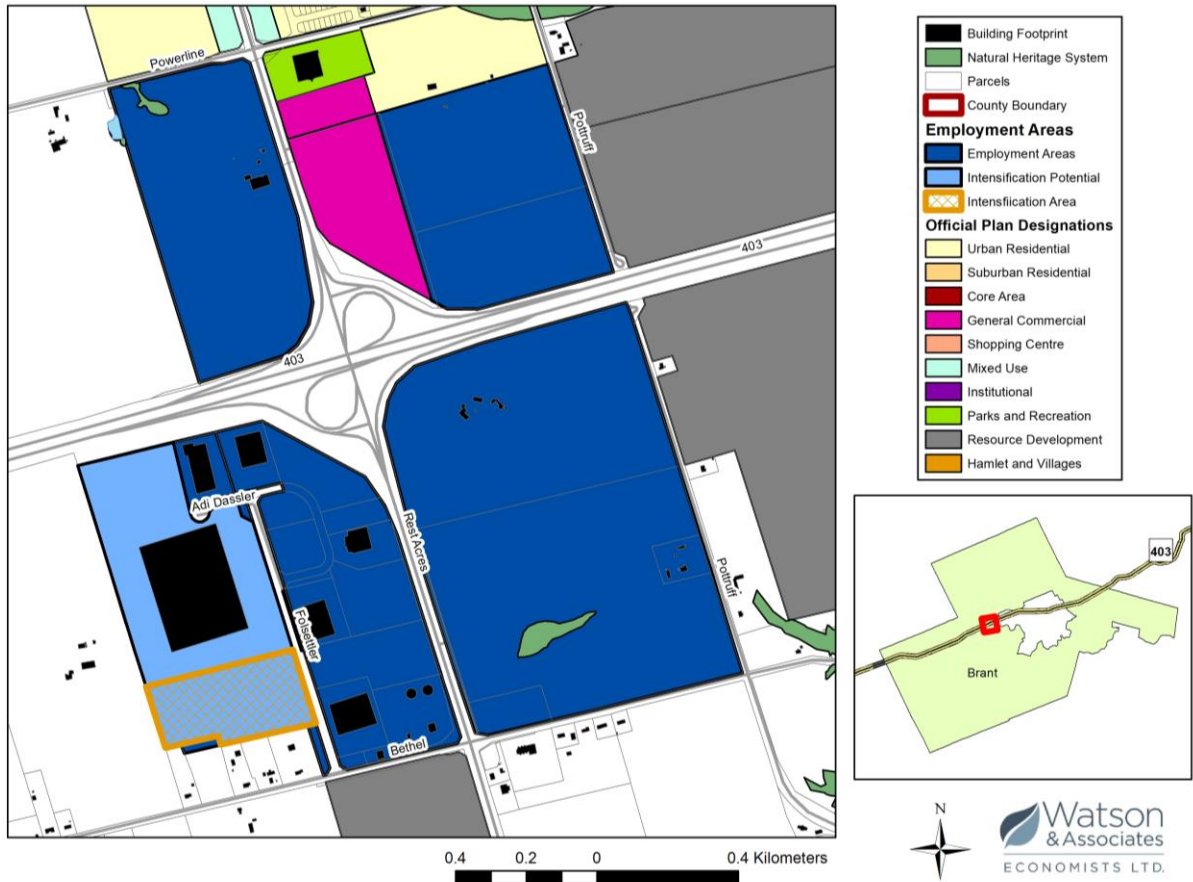 Powerline
Pottruff
403
403
Adi Dassler
Rest Acres
Folsettler
Pottruff
Bethel
0.4 0.2 0 0.4 Kilometers
Building Footprint
Natural Heritage System
Parcels
County Boundary
Employment Areas
Employment Areas
Intensification Potential
Intensfiication Area
Official Plan Designations
Urban Residential
Suburban Residential
Core Area
General Commercial
Shopping Centre
Mixed Use
Institutional
Parks and Recreation
Resource Development
Hamlet and Villages
403
Brant
N
Watson
& Associates
ECONOMISTS LTD.